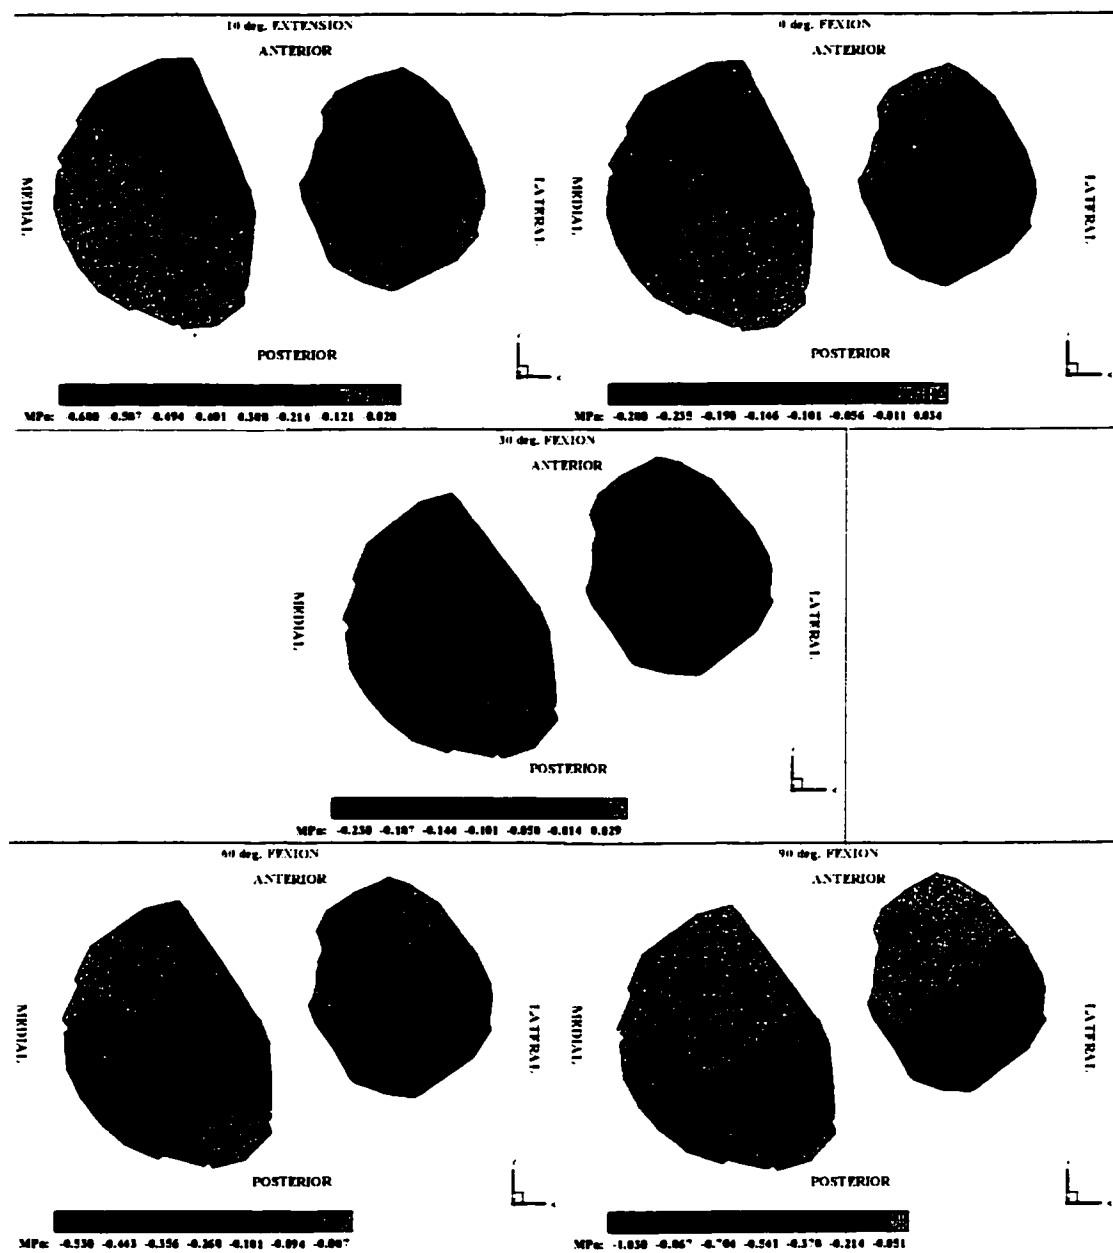 10 deg. EXTENSION
ANTERIOR
MEDIAL
LATERAL
POSTERIOR
MPa: -0.680 -0.587 -0.494 -0.401 -0.308 -0.214 -0.121 0.028
0 deg. FEXION
ANTERIOR
MEDIAL
LATERAL
POSTERIOR
MPa: -0.280 -0.235 -0.190 -0.146 -0.101 -0.056 -0.011 0.034
30 deg. FEXION
ANTERIOR
MEDIAL
LATERAL
POSTERIOR
MPa: -0.230 -0.187 -0.144 -0.101 -0.058 -0.014 0.029
60 deg. FEXION
ANTERIOR
MEDIAL
LATERAL
POSTERIOR
MPa: -0.530 -0.443 -0.356 -0.268 -0.181 -0.094 -0.007
90 deg. FEXION
ANTERIOR
MEDIAL
LATERAL
POSTERIOR
MPa: -1.030 -0.867 -0.704 -0.541 -0.378 -0.214 -0.051